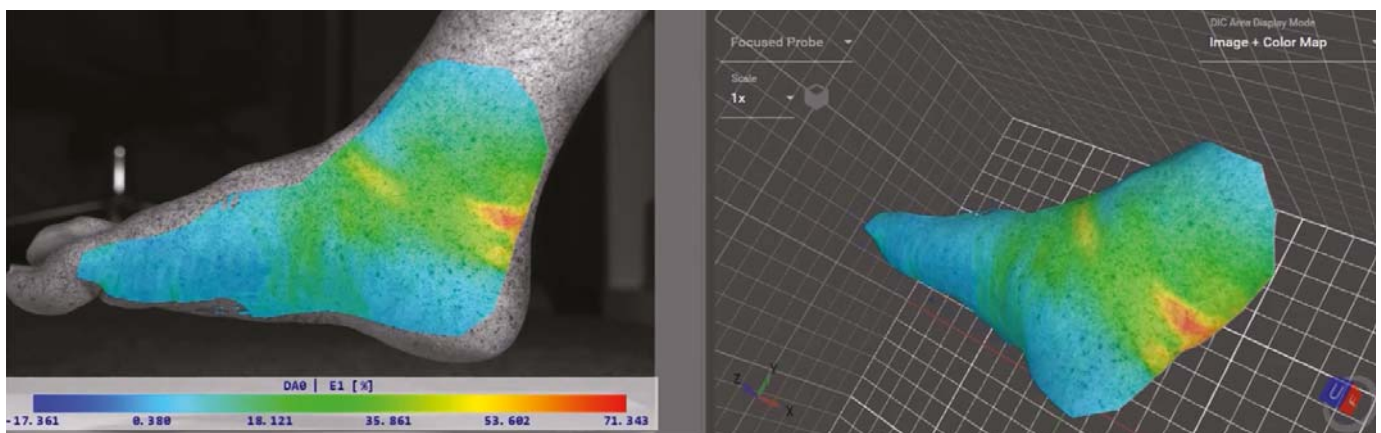 DA0 | E1 [%]
-17.361 0.380 18.121 35.861 53.602 71.343
Focused Probe
Scale
1x
DIC Area Display Mode
Image + Color Map
Z
Y
X
U
F